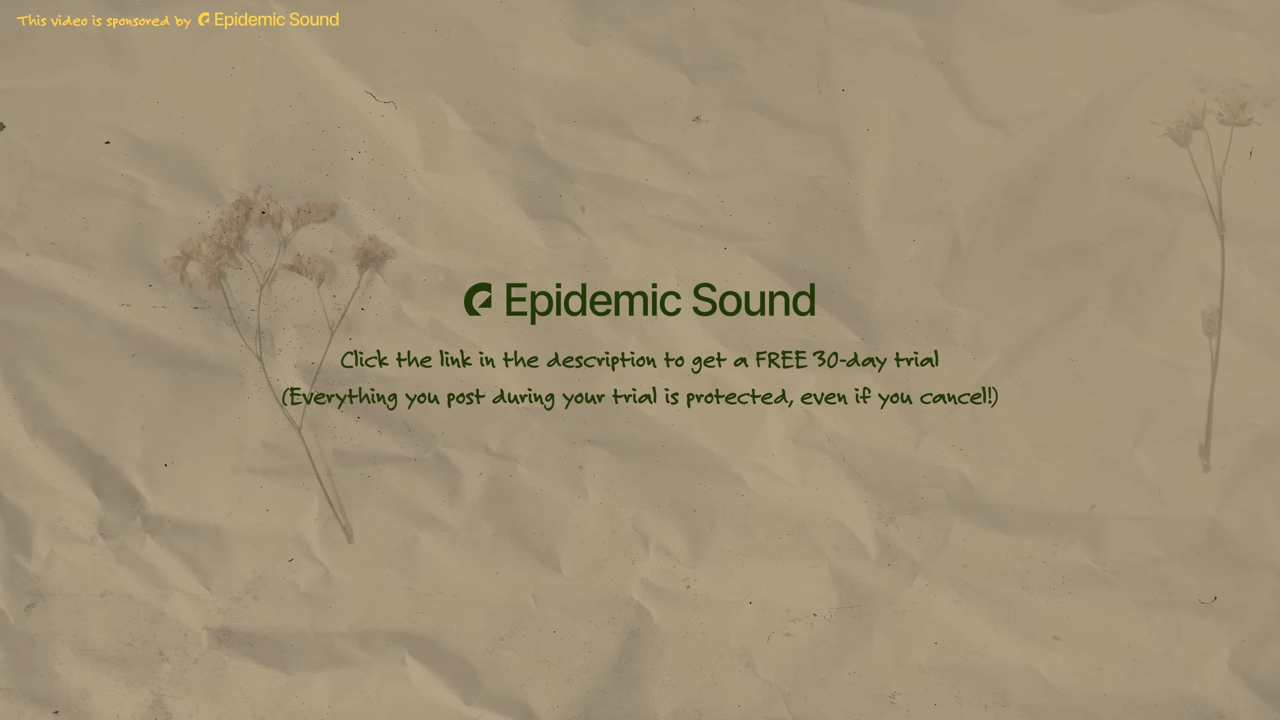 This video is sponsored by Epidemic Sound
Epidemic Sound
Click the link in the description to get a FREE 30-day trial
(Everything you post during your trial is protected, even if you cancel!)